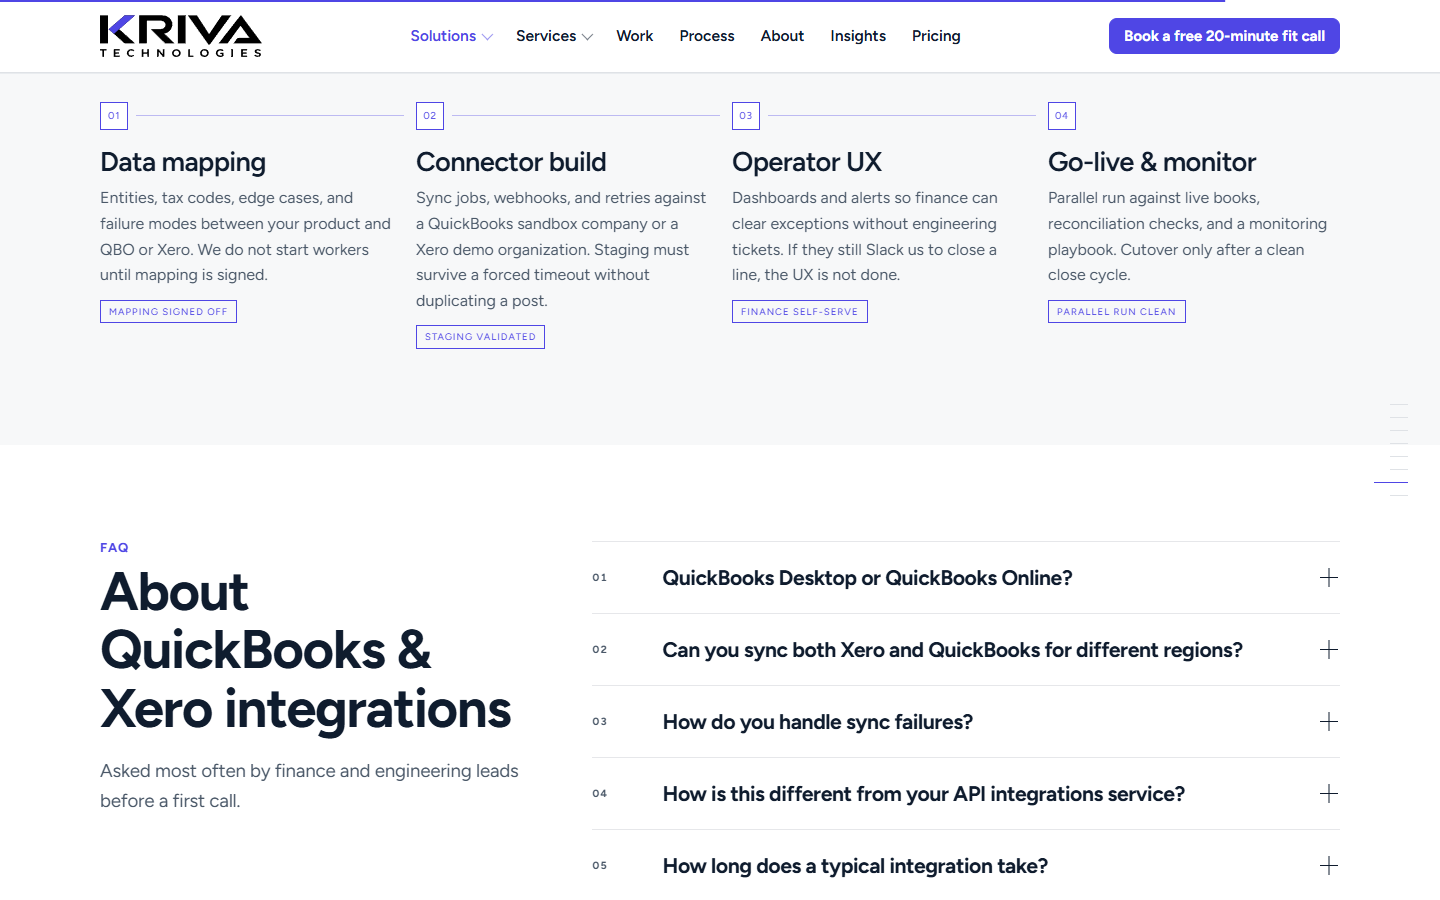 KRIVA
TECHNOLOGIES
Solutions
Services
Work
Process
About
Insights
Pricing
Book a free 20-minute fit call
01
Data mapping
Entities, tax codes, edge cases, and
failure modes between your product and
QBO or Xero. We do not start workers
until mapping is signed.
MAPPING SIGNED OFF
02
Connector build
Sync jobs, webhooks, and retries against
a QuickBooks sandbox company or a
Xero demo organization. Staging must
survive a forced timeout without
duplicating a post.
STAGING VALIDATED
03
Operator UX
Dashboards and alerts so finance can
clear exceptions without engineering
tickets. If they still Slack us to close a
line, the UX is not done.
FINANCE SELF-SERVE
04
Go-live & monitor
Parallel run against live books,
reconciliation checks, and a monitoring
playbook. Cutover only after a clean
close cycle.
PARALLEL RUN CLEAN
FAQ
About
QuickBooks &
Xero integrations
Asked most often by finance and engineering leads
before a first call.
01
QuickBooks Desktop or QuickBooks Online?
02
Can you sync both Xero and QuickBooks for different regions?
03
How do you handle sync failures?
04
How is this different from your API integrations service?
05
How long does a typical integration take?